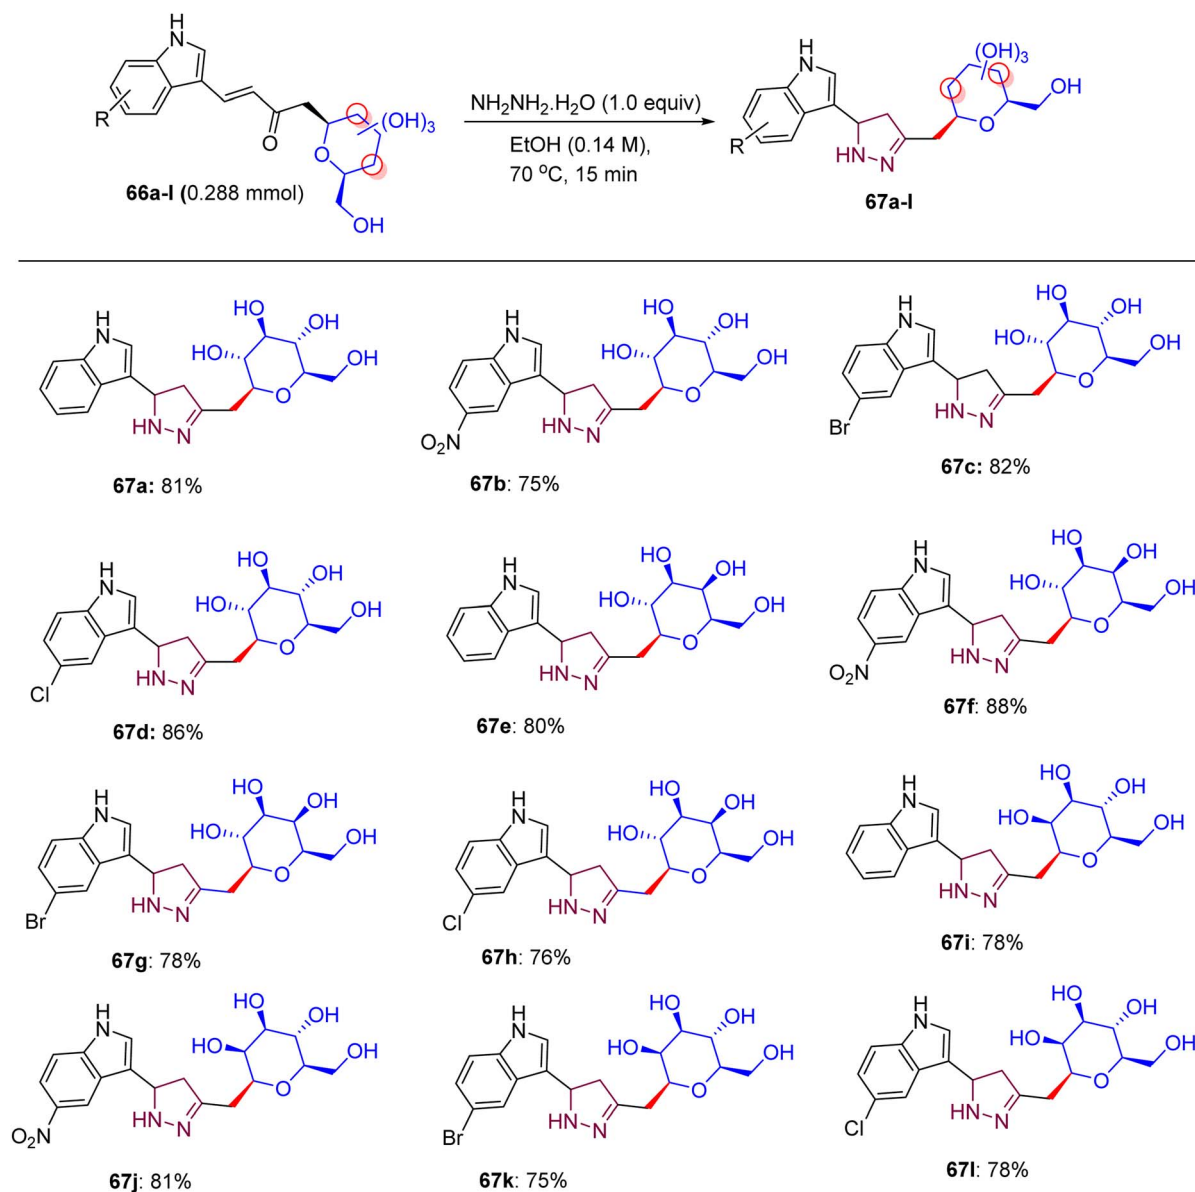 H
N
R
O
O
(OH)3
OH
66a-l (0.288 mmol)
NH2NH2.H2O (1.0 equiv)
EtOH (0.14 M),
70 °C, 15 min
H
N
R
HN
N
O
(OH)3
OH
67a-l
H
N
HO
HO
OH
OH
O
HN
N
67a: 81%
H
N
HO
HO
OH
OH
O
HN
N
O2N
67b: 75%
H
N
HO
HO
OH
OH
O
HN
N
Br
67c: 82%
H
N
HO
HO
OH
OH
O
HN
N
Cl
67d: 86%
H
N
HO
HO
OH
OH
O
HN
N
67e: 80%
H
N
HO
HO
OH
OH
O
HN
N
O2N
67f: 88%
H
N
HO
HO
OH
OH
O
HN
N
Br
67g: 78%
H
N
HO
HO
OH
OH
O
HN
N
Cl
67h: 76%
H
N
HO
HO
OH
OH
O
HN
N
67i: 78%
H
N
HO
HO
OH
OH
O
HN
N
O2N
67j: 81%
H
N
HO
HO
OH
OH
O
HN
N
Br
67k: 75%
H
N
HO
HO
OH
OH
O
HN
N
Cl
67l: 78%